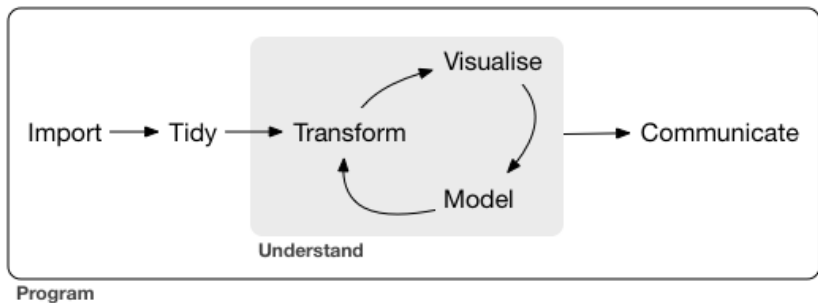 Visualise
Import
Tidy
Transform
Communicate
Model
Understand
Program